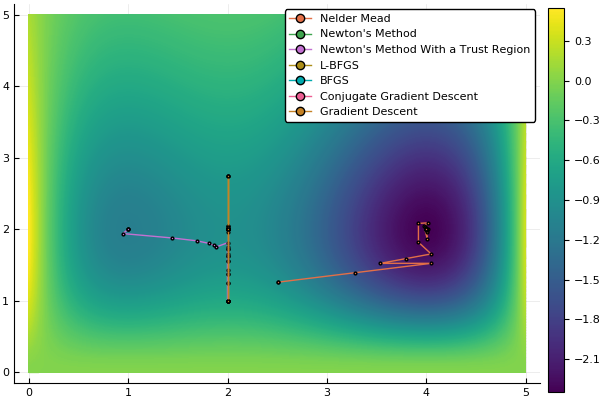 Nelder Mead
Newton's Method
Newton's Method With a Trust Region
L-BFGS
BFGS
Conjugate Gradient Descent
Gradient Descent
5
4
3
2
1
0
0 1 2 3 4 5
0.3
0.0
−0.3
−0.6
−0.9
−1.2
−1.5
−1.8
−2.1